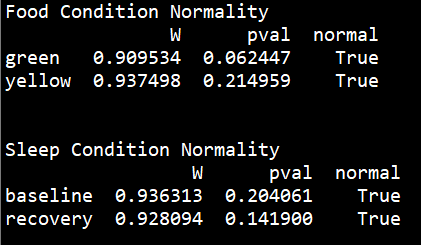 Food Condition Normality
W pval normal
green 0.909534 0.062447 True
yellow 0.937498 0.214959 True
Sleep Condition Normality
W pval normal
baseline 0.936313 0.204061 True
recovery 0.928094 0.141900 True